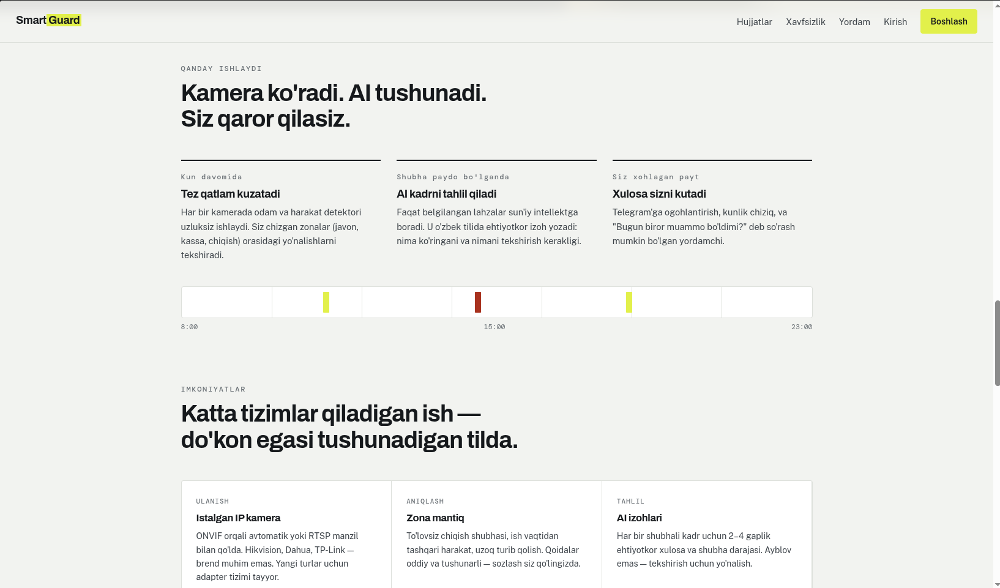 SmartGuard
Hujjatlar
Xavfsizlik
Yordam
Kirish
Boshlash
QANDAY ISHLAYDI
Kamera ko'radi. AI tushunadi.
Siz qaror qilasiz.
Kun davomida
Tez qatlam kuzatadi
Har bir kamerada odam va harakat detektori
uzluksiz ishlaydi. Siz chizgan zonalar (javon,
kassa, chiqish) orasidagi yo'nalishlarni
tekshiradi.
Shubha paydo bo'lganda
AI kadrni tahlil qiladi
Faqat belgilangan lahzalar sun'iy intellektga
boradi. U o'zbek tilida ehtiyotkor izoh yozadi:
nima ko'ringani va nimani tekshirish kerakligi.
Siz xohlagan payt
Xulosa sizni kutadi
Telegram'ga ogohlantirish, kunlik chiziq, va
"Bugun biror muammo bo'ldimi?" deb so'rash
mumkin bo'lgan yordamchi.
8:00
15:00
23:00
IMKONIYATLAR
Katta tizimlar qiladigan ish —
do'kon egasi tushunadigan tilda.
ULANISH
Istalgan IP kamera
ONVIF orqali avtomatik yoki RTSP manzil
bilan qo'lda. Hikvision, Dahua, TP-Link —
brend muhim emas. Yangi turlar uchun
adapter tizimi tayyor.
ANIQLASH
Zona mantiq
To'lovsiz chiqish shubhasi, ish vaqtidan
tashqari harakat, uzoq turib qolish. Qoidalar
oddiy va tushunarli — sozlash siz qo'lingizda.
TAHLIL
AI izohlari
Har bir shubhali kadr uchun 2–4 gaplik
ehtiyotkor xulosa va shubha darajasi. Ayblov
emas — tekshirish uchun yo'nalish.